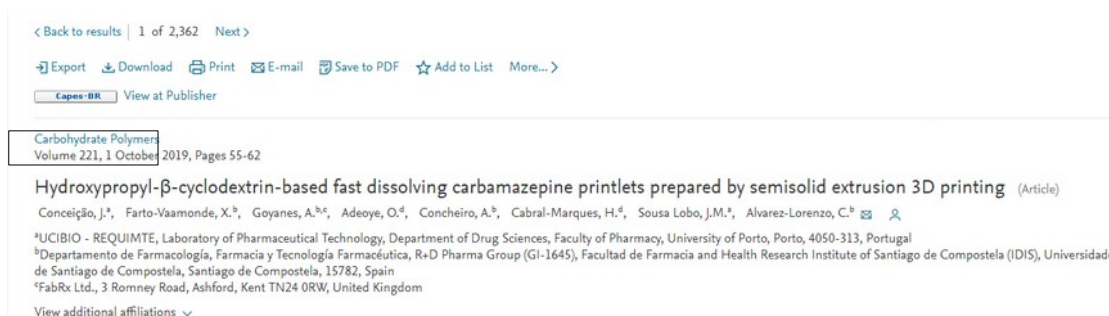 < Back to results | 1 of 2,362 Next >
Export Download Print E-mail Save to PDF Add to List More... >
Capes-BR View at Publisher
Carbohydrate Polymers
Volume 221, 1 October 2019, Pages 55-62
Hydroxypropyl-β-cyclodextrin-based fast dissolving carbamazepine printlets prepared by semisolid extrusion 3D printing (Article)
Conceição, J.ᵃ, Farto-Vaamonde, X.ᵇ, Goyanes, A.ᵇ,ᶜ, Adeoye, O.ᵈ, Concheiro, A.ᵇ, Cabral-Marques, H.ᵈ, Sousa Lobo, J.M.ᵃ, Alvarez-Lorenzo, C.ᵇ
ᵃUCIBIO - REQUIMTE, Laboratory of Pharmaceutical Technology, Department of Drug Sciences, Faculty of Pharmacy, University of Porto, Porto, 4050-313, Portugal
ᵇDepartamento de Farmacología, Farmacia y Tecnología Farmacéutica, R+D Pharma Group (GI-1645), Facultad de Farmacia and Health Research Institute of Santiago de Compostela (IDIS), Universidade
de Santiago de Compostela, Santiago de Compostela, 15782, Spain
ᶜFabRx Ltd., 3 Romney Road, Ashford, Kent TN24 0RW, United Kingdom
View additional affiliations